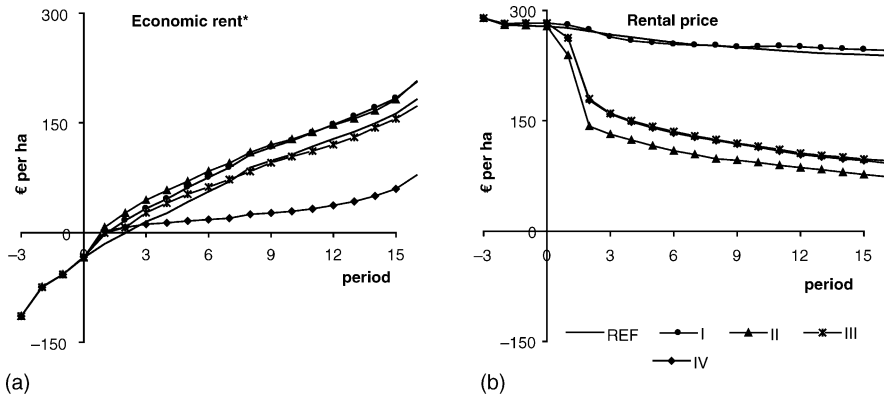 Economic rent*
300
150
0
−150
€ per ha
−3
0
3
6
9
12
15
period
(a)
Rental price
300
150
0
−150
€ per ha
−3
0
3
6
9
12
15
period
REF
I
II
III
IV
(b)